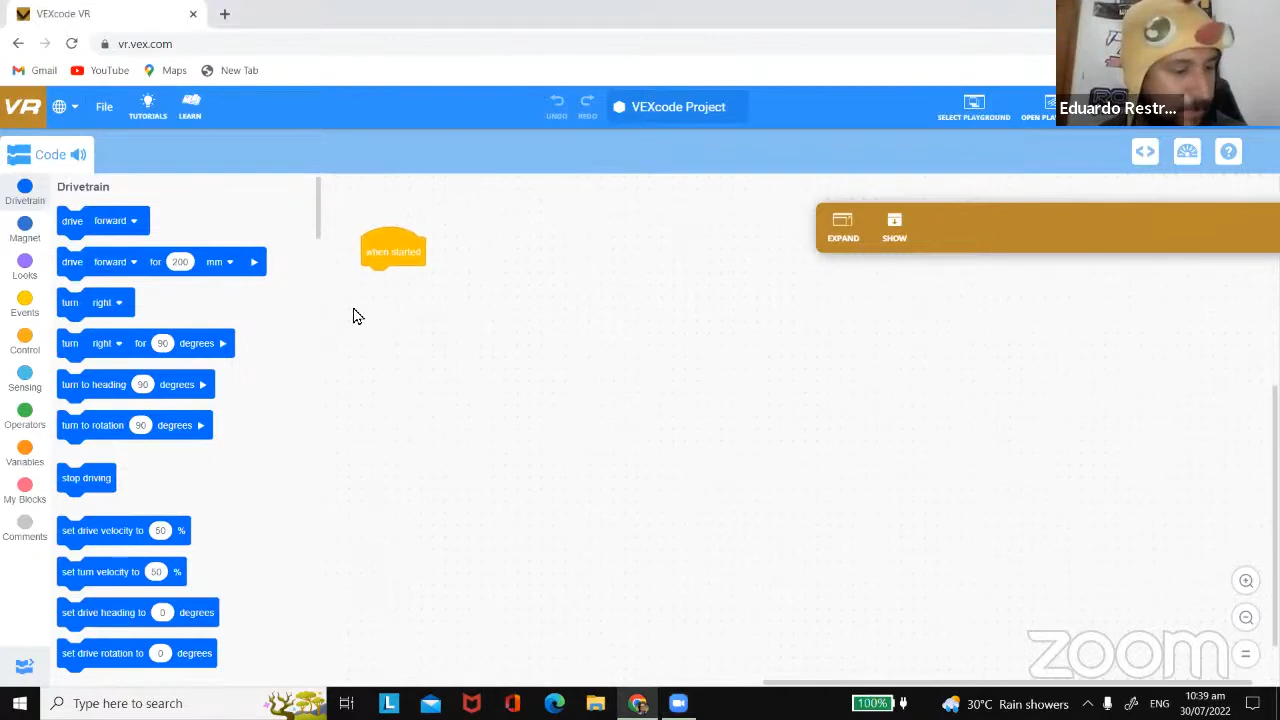 VEXcode VR
vr.vex.com
Gmail YouTube Maps New Tab
VR File TUTORIALS LEARN UNDO REDO VEXcode Project SELECT PLAYGROUND OPEN
Eduardo Restr...
Code
Drivetrain
Magnet
Looks
Events
Control
Sensing
Operators
Variables
My Blocks
Comments
Drivetrain
drive forward
drive forward for 200 mm
turn right
turn right for 90 degrees
turn to heading 90 degrees
turn to rotation 90 degrees
stop driving
set drive velocity to 50 %
set turn velocity to 50 %
set drive heading to 0 degrees
set drive rotation to 0 degrees
when started
EXPAND SHOW
zoom
Type here to search
100%
30°C Rain showers
ENG
10:39 am
30/07/2022